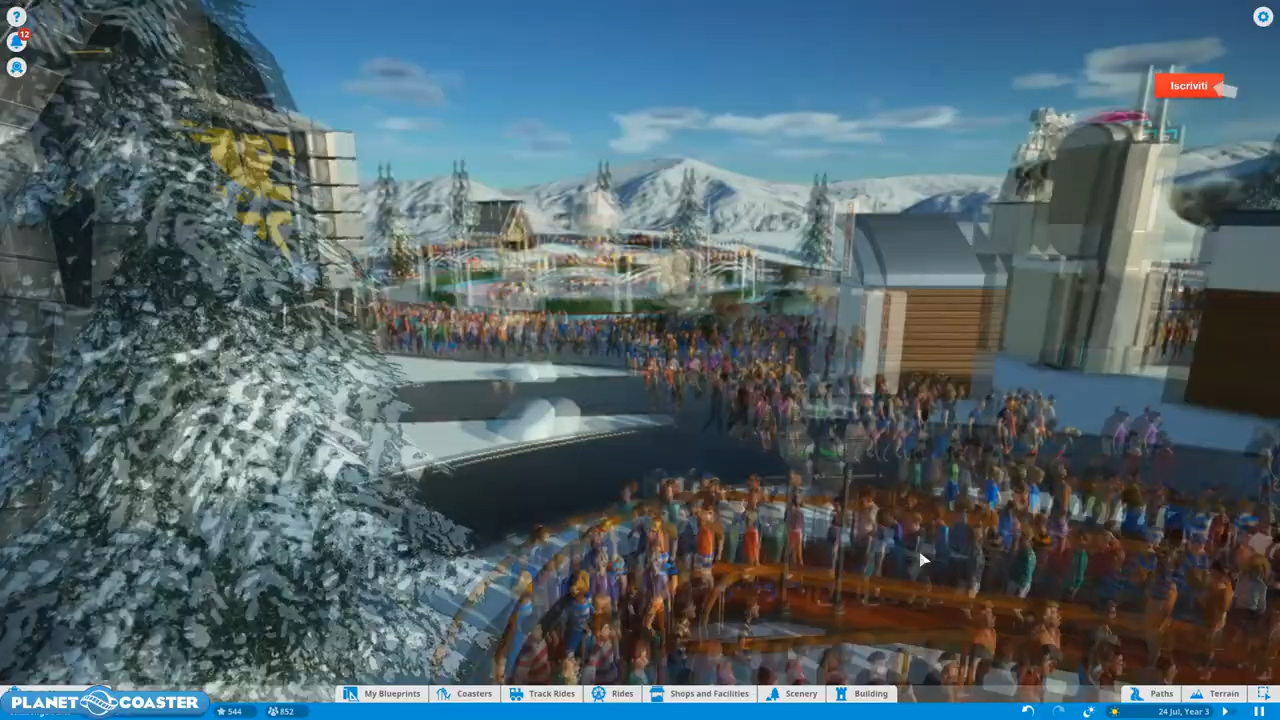 ?
12
Iscriviti
My Blueprints
Coasters
Track Rides
Rides
Shops and Facilities
Scenery
Building
Paths
Terrain
PLANET COASTER
544
852
24 Jul, Year 3